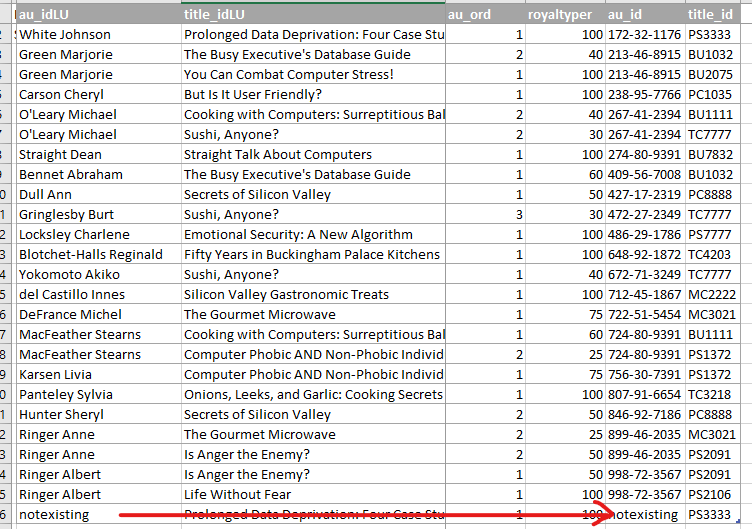 au_idLU title_idLU au_ord royaltyper au_id title_id
White Johnson Prolonged Data Deprivation: Four Case Stu 1 100 172-32-1176 PS3333
Green Marjorie The Busy Executive's Database Guide 2 40 213-46-8915 BU1032
Green Marjorie You Can Combat Computer Stress! 1 100 213-46-8915 BU2075
Carson Cheryl But Is It User Friendly? 1 100 238-95-7766 PC1035
O'Leary Michael Cooking with Computers: Surreptitious Bal 2 40 267-41-2394 BU1111
O'Leary Michael Sushi, Anyone? 2 30 267-41-2394 TC7777
Straight Dean Straight Talk About Computers 1 100 274-80-9391 BU7832
Bennet Abraham The Busy Executive's Database Guide 1 60 409-56-7008 BU1032
Dull Ann Secrets of Silicon Valley 1 50 427-17-2319 PC8888
Gringlesby Burt Sushi, Anyone? 3 30 472-27-2349 TC7777
Locksley Charlene Emotional Security: A New Algorithm 1 100 486-29-1786 PS7777
Blotchet-Halls Reginald Fifty Years in Buckingham Palace Kitchens 1 100 648-92-1872 TC4203
Yokomoto Akiko Sushi, Anyone? 1 40 672-71-3249 TC7777
del Castillo Innes Silicon Valley Gastronomic Treats 1 100 712-45-1867 MC2222
DeFrance Michel The Gourmet Microwave 1 75 722-51-5454 MC3021
MacFeather Stearns Cooking with Computers: Surreptitious Bal 1 60 724-80-9391 BU1111
MacFeather Stearns Computer Phobic AND Non-Phobic Individ 2 25 724-80-9391 PS1372
Karsen Livia Computer Phobic AND Non-Phobic Individ 1 75 756-30-7391 PS1372
Panteley Sylvia Onions, Leeks, and Garlic: Cooking Secrets 1 100 807-91-6654 TC3218
Hunter Sheryl Secrets of Silicon Valley 2 50 846-92-7186 PC8888
Ringer Anne The Gourmet Microwave 2 25 899-46-2035 MC3021
Ringer Anne Is Anger the Enemy? 2 50 899-46-2035 PS2091
Ringer Albert Is Anger the Enemy? 1 50 998-72-3567 PS2091
Ringer Albert Life Without Fear 1 100 998-72-3567 PS2106
notexisting Prolonged Data Deprivation: Four Case Stu 1 100 notexisting PS3333